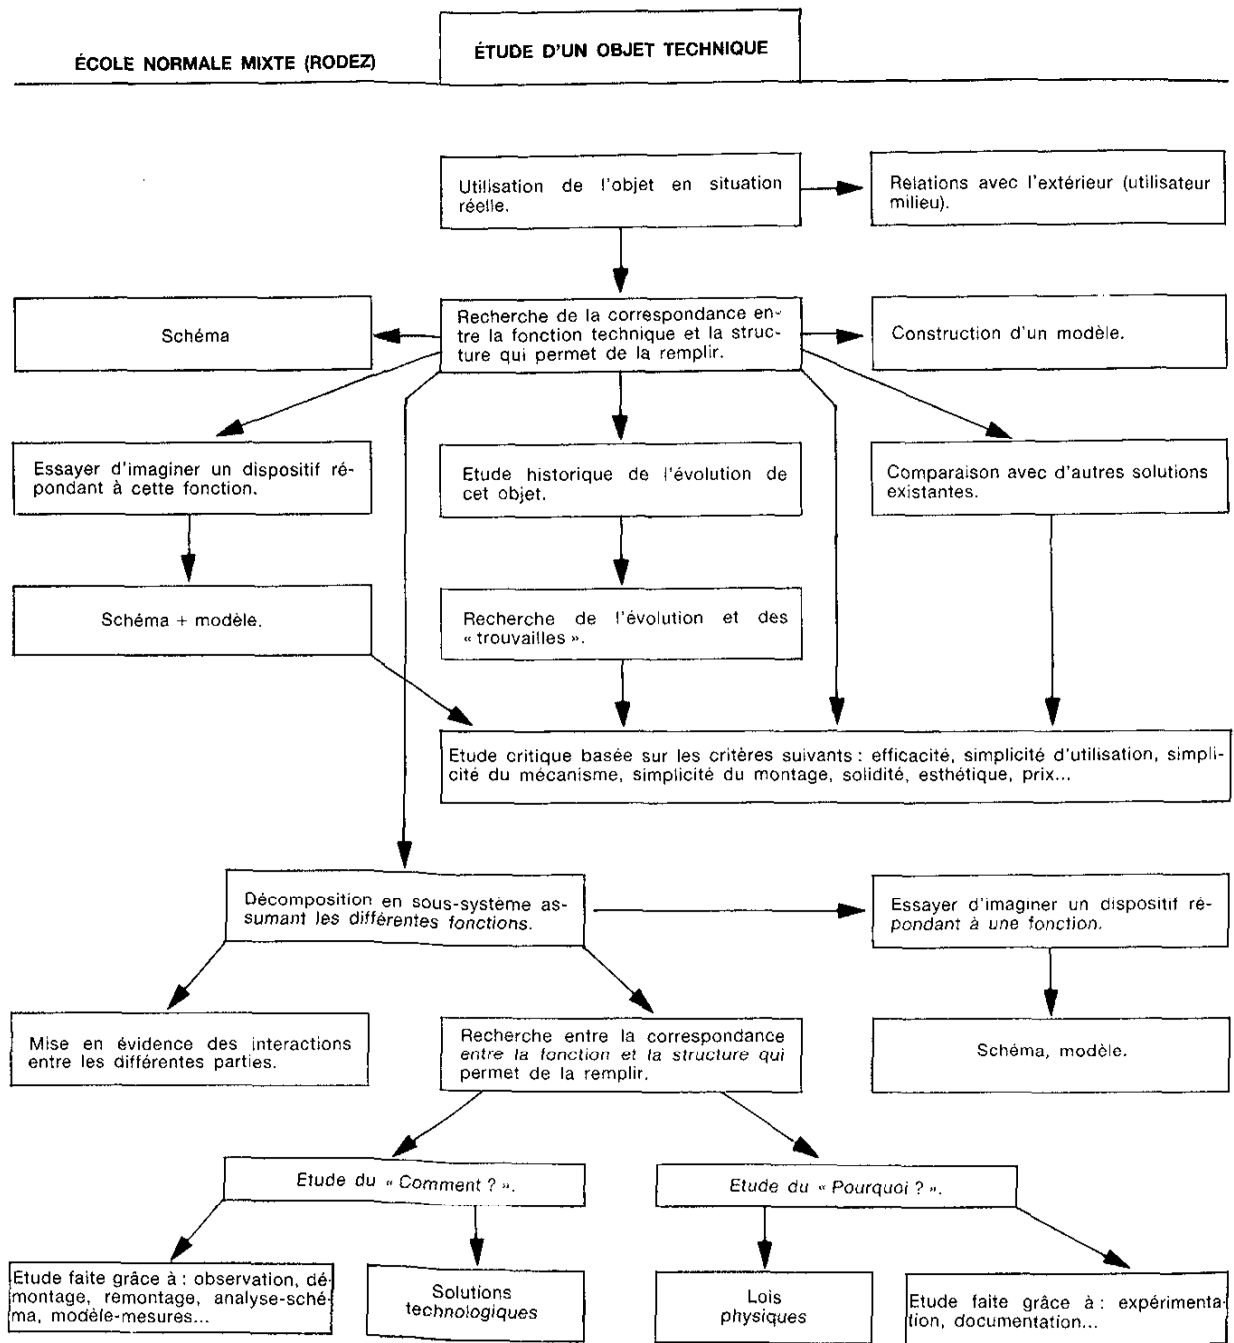 ÉCOLE NORMALE MIXTE (RODEZ)
ÉTUDE D'UN OBJET TECHNIQUE
Utilisation de l'objet en situation
réelle.
Relations avec l'extérieur (utilisateur
milieu).
Schéma
Recherche de la correspondance en-
tre la fonction technique et la struc-
ture qui permet de la remplir.
Construction d'un modèle.
Essayer d'imaginer un dispositif ré-
pondant à cette fonction.
Etude historique de l'évolution de
cet objet.
Comparaison avec d'autres solutions
existantes.
Schéma + modèle.
Recherche de l'évolution et des
« trouvailles ».
Etude critique basée sur les critères suivants : efficacité, simplicité d'utilisation, simpli-
cité du mécanisme, simplicité du montage, solidité, esthétique, prix...
Décomposition en sous-système as-
sumant les différentes fonctions.
Essayer d'imaginer un dispositif ré-
pondant à une fonction.
Mise en évidence des interactions
entre les différentes parties.
Recherche entre la correspondance
entre la fonction et la structure qui
permet de la remplir.
Schéma, modèle.
Etude du « Comment ? ».
Etude du « Pourquoi ? ».
Etude faite grâce à : observation, dé-
montage, remontage, analyse-sché-
ma, modèle-mesures...
Solutions
technologiques
Lois
physiques
Etude faite grâce à : expérimenta-
tion, documentation...